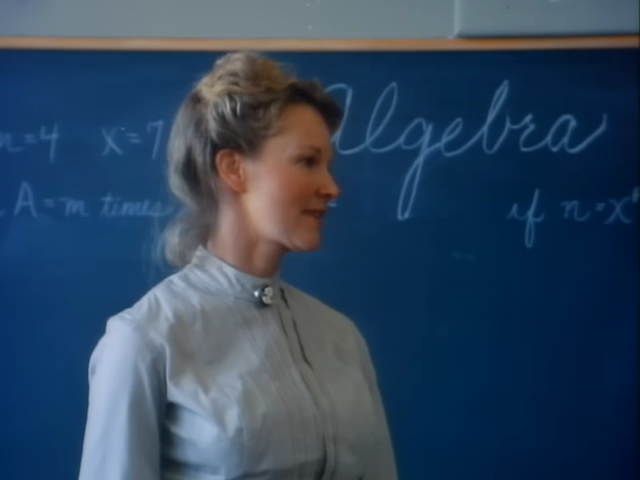 Algebra
n=4 x=7
A=m times
if n=x